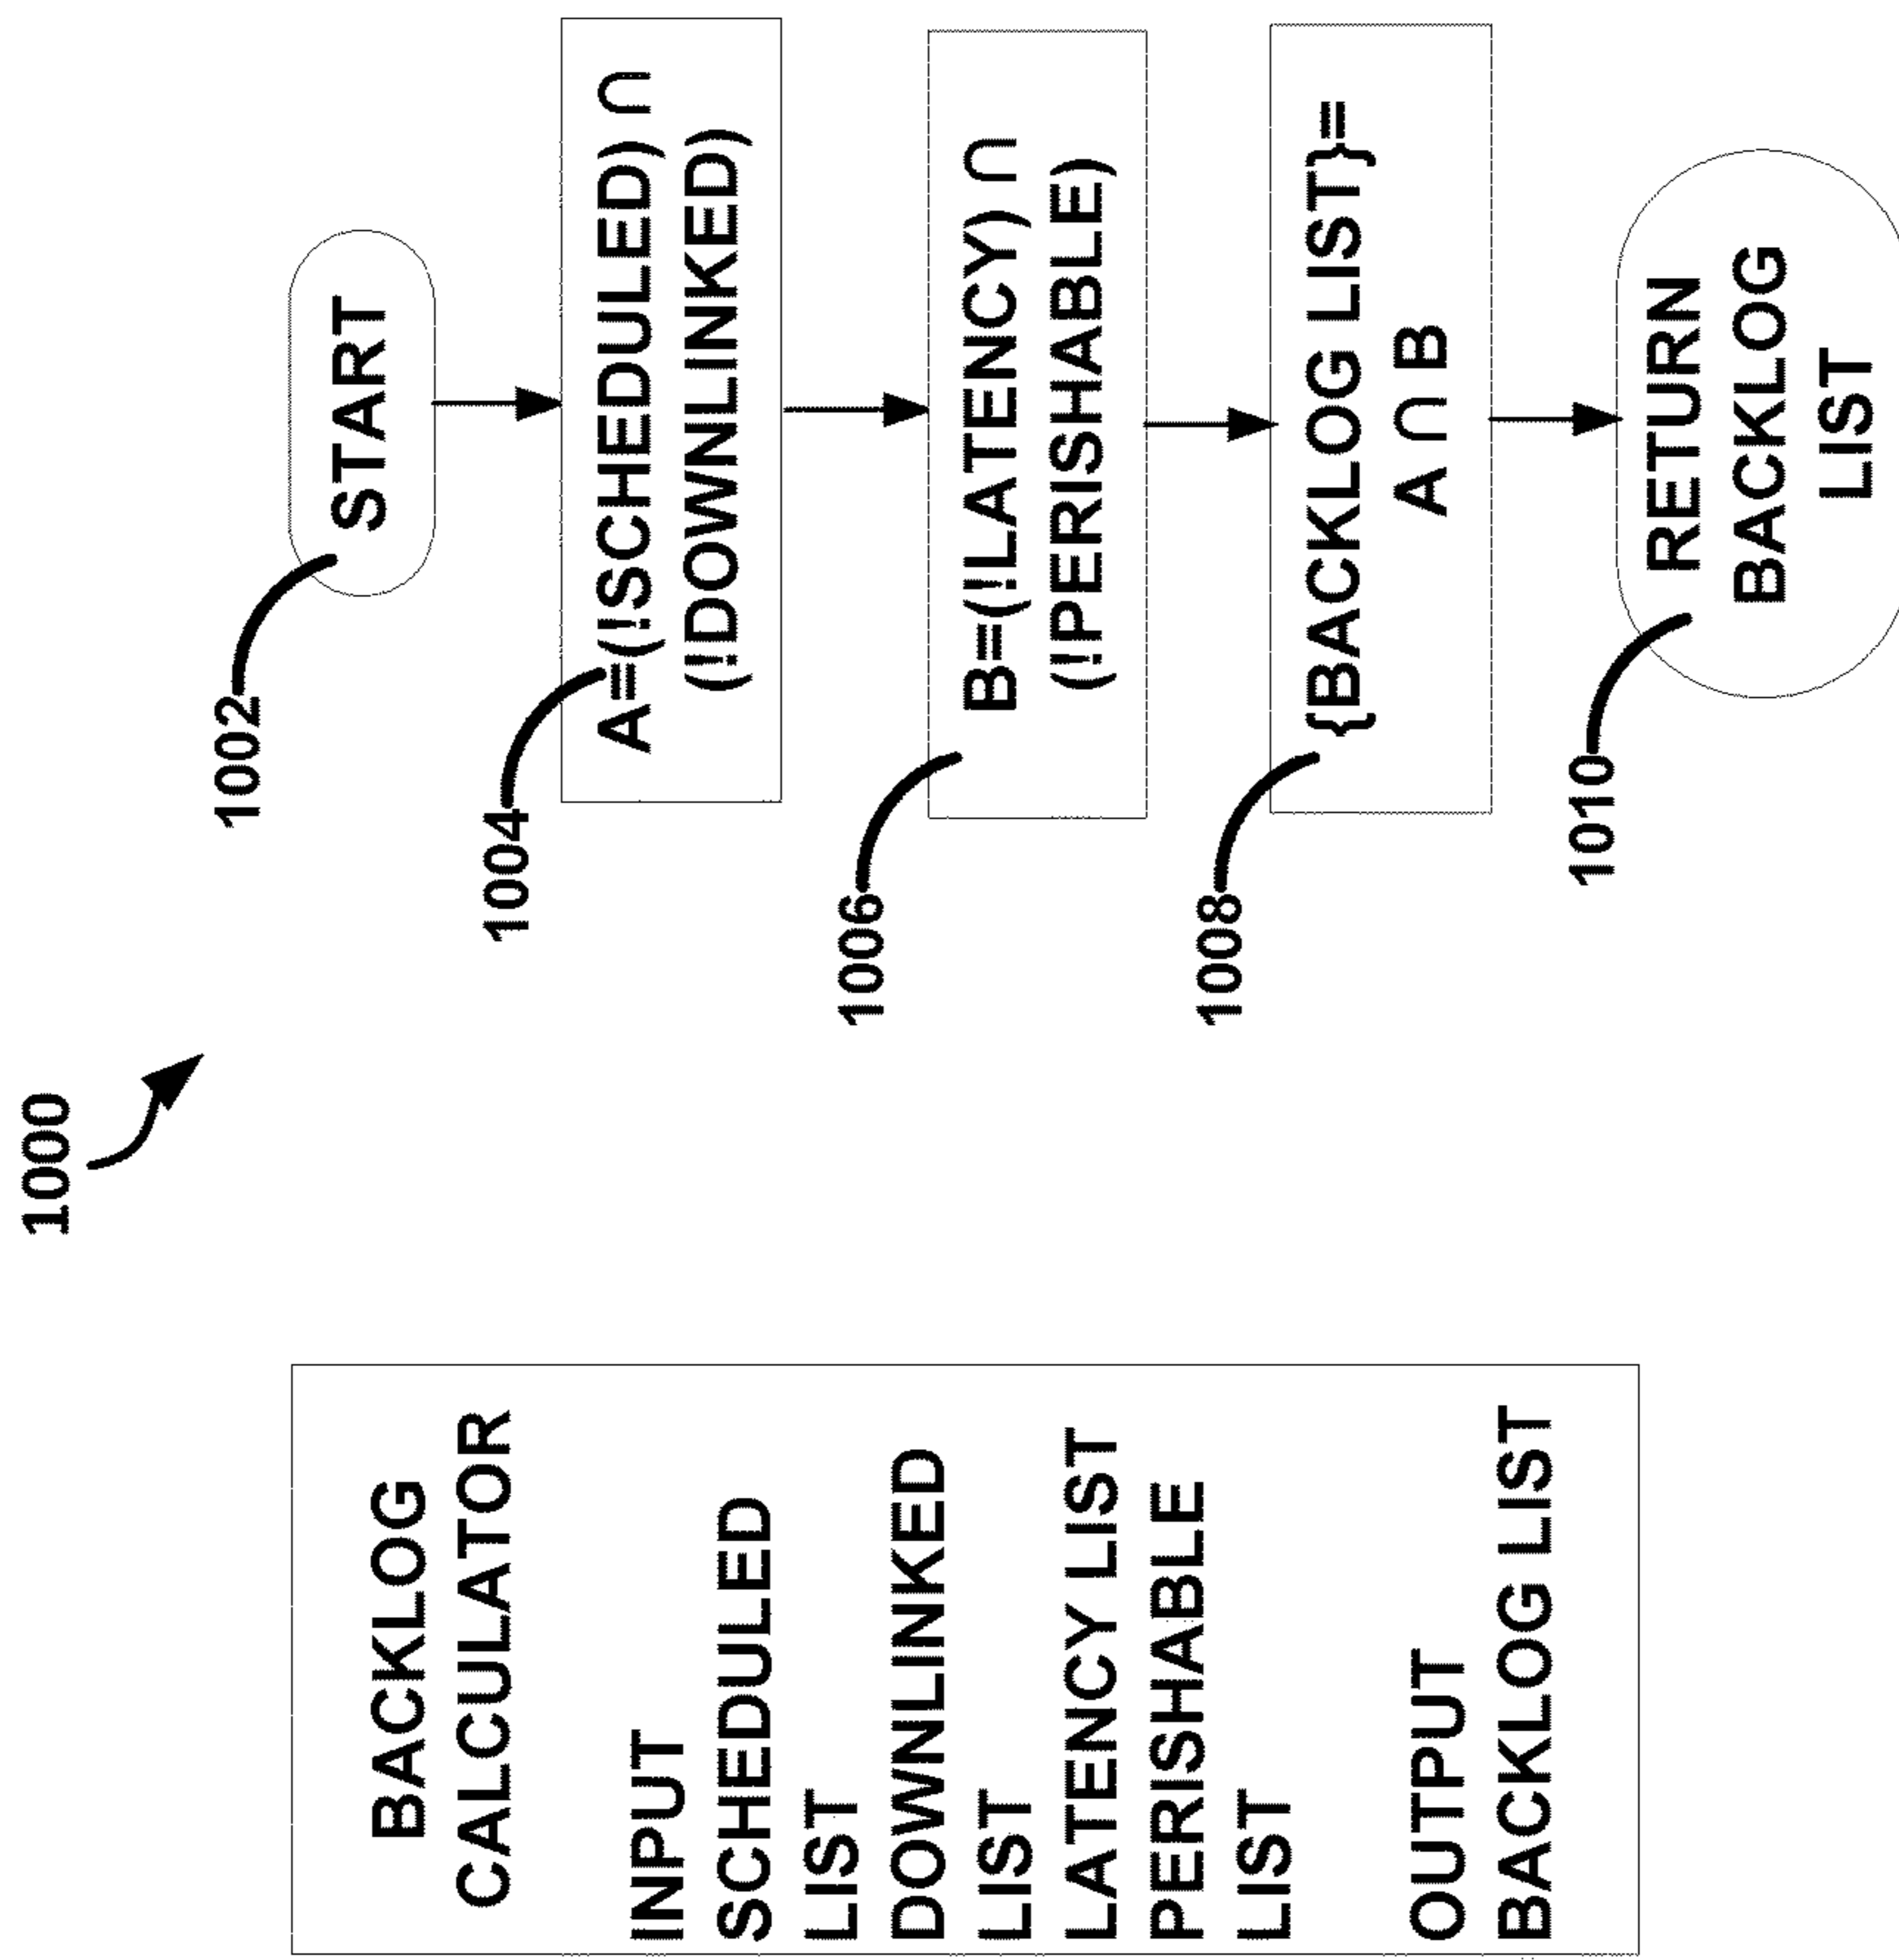 1000
BACKLOG
CALCULATOR
INPUT
SCHEDULED
LIST
DOWNLINKED
LIST
LATENCY LIST
PERISHABLE
LIST
OUTPUT
BACKLOG LIST
1002
START
1004
A=(!SCHEDULED) ∩
(!DOWNLINKED)
1006
B=(!LATENCY) ∩
(!PERISHABLE)
1008
{BACKLOG LIST}=
A ∩ B
1010
RETURN
BACKLOG
LIST